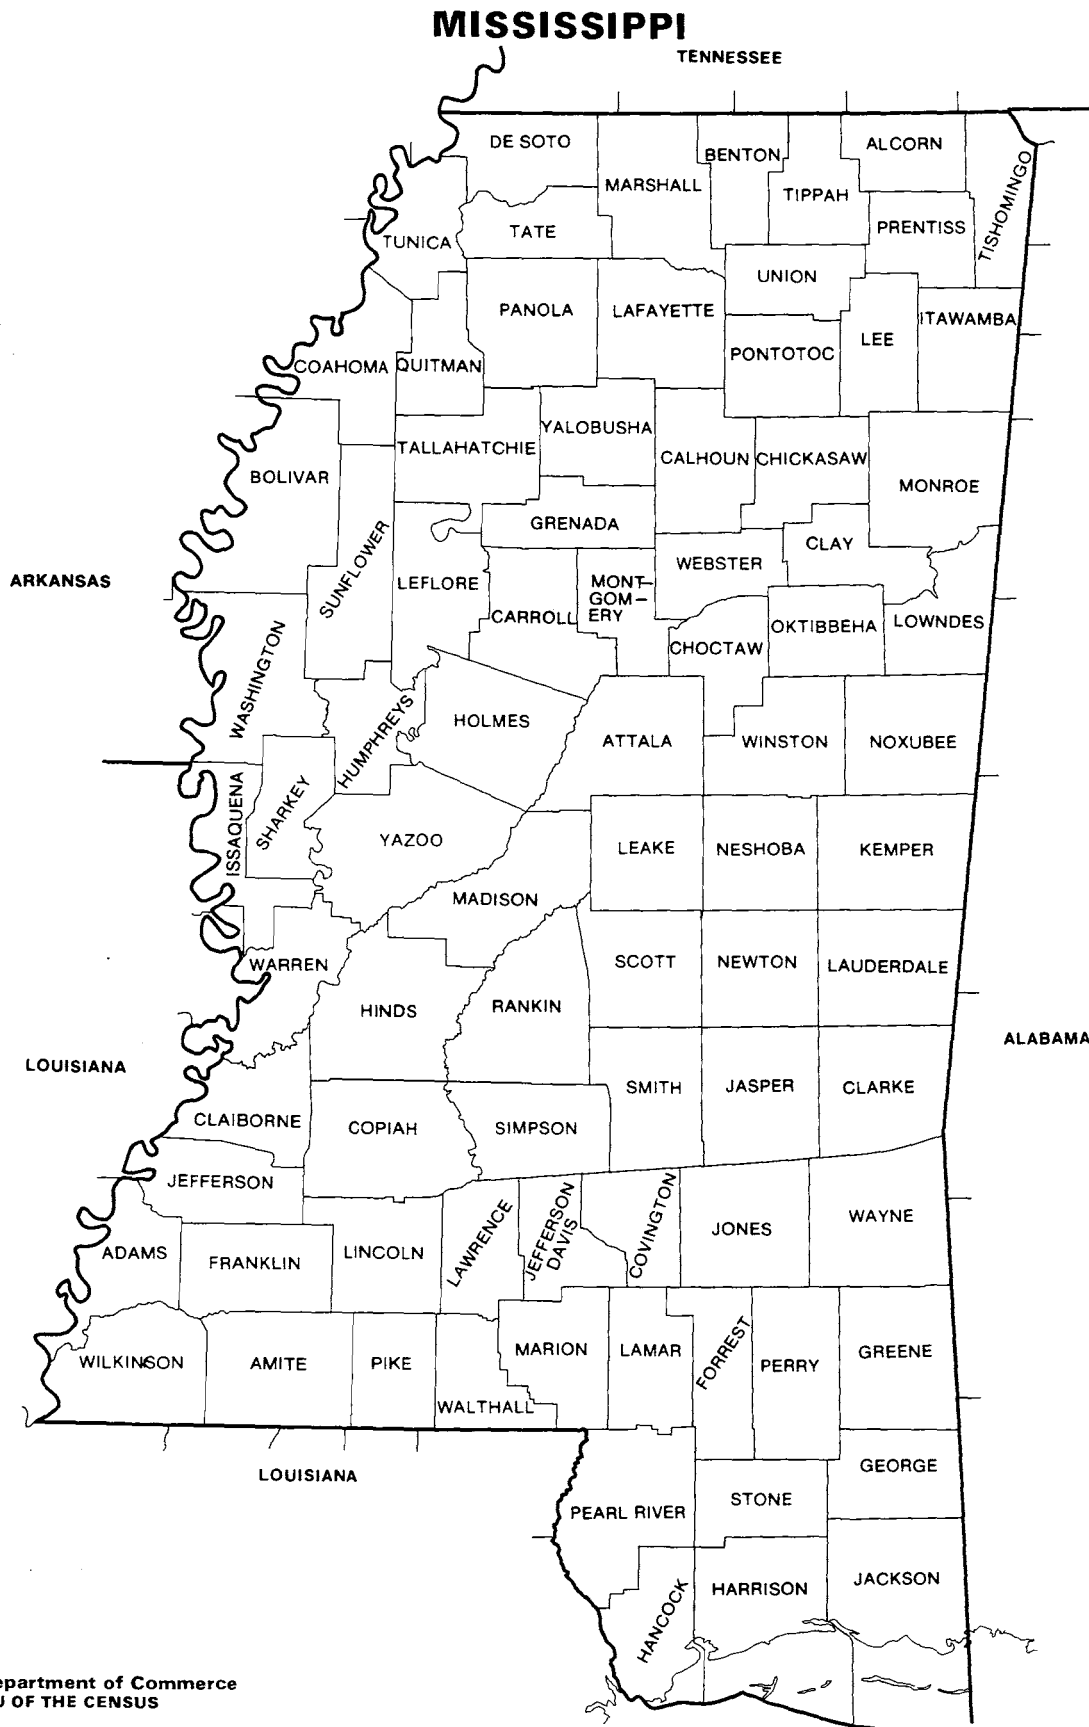 MISSISSIPPI
TENNESSEE
DE SOTO
BENTON
ALCORN
MARSHALL
TIPPAH
TISHOMINGO
TUNICA
TATE
PRENTISS
UNION
PANOLA
LAFAYETTE
ITAWAMBA
LEE
PONTOTOC
COAHOMA
QUITMAN
YALOBUSHA
TALLAHATCHIE
CALHOUN
CHICKASAW
BOLIVAR
MONROE
GRENADA
CLAY
SUNFLOWER
WEBSTER
ARKANSAS
LEFLORE
MONT-
GOM-
ERY
CARROLL
OKTIBBEHA
LOWNDES
CHOCTAW
WASHINGTON
HUMPHREYS
HOLMES
ATTALA
WINSTON
NOXUBEE
ISSAQUENA
SHARKEY
YAZOO
LEAKE
NESHOBA
KEMPER
MADISON
WARREN
SCOTT
NEWTON
LAUDERDALE
HINDS
RANKIN
ALABAMA
LOUISIANA
SMITH
JASPER
CLARKE
CLAIBORNE
COPIAH
SIMPSON
JEFFERSON
LAWRENCE
JEFFERSON
DAVIS
COVINGTON
JONES
WAYNE
ADAMS
FRANKLIN
LINCOLN
WILKINSON
AMITE
PIKE
MARION
LAMAR
FORREST
PERRY
GREENE
WALTHALL
LOUISIANA
GEORGE
PEARL RIVER
STONE
HANCOCK
HARRISON
JACKSON
epartment of Commerce
U OF THE CENSUS